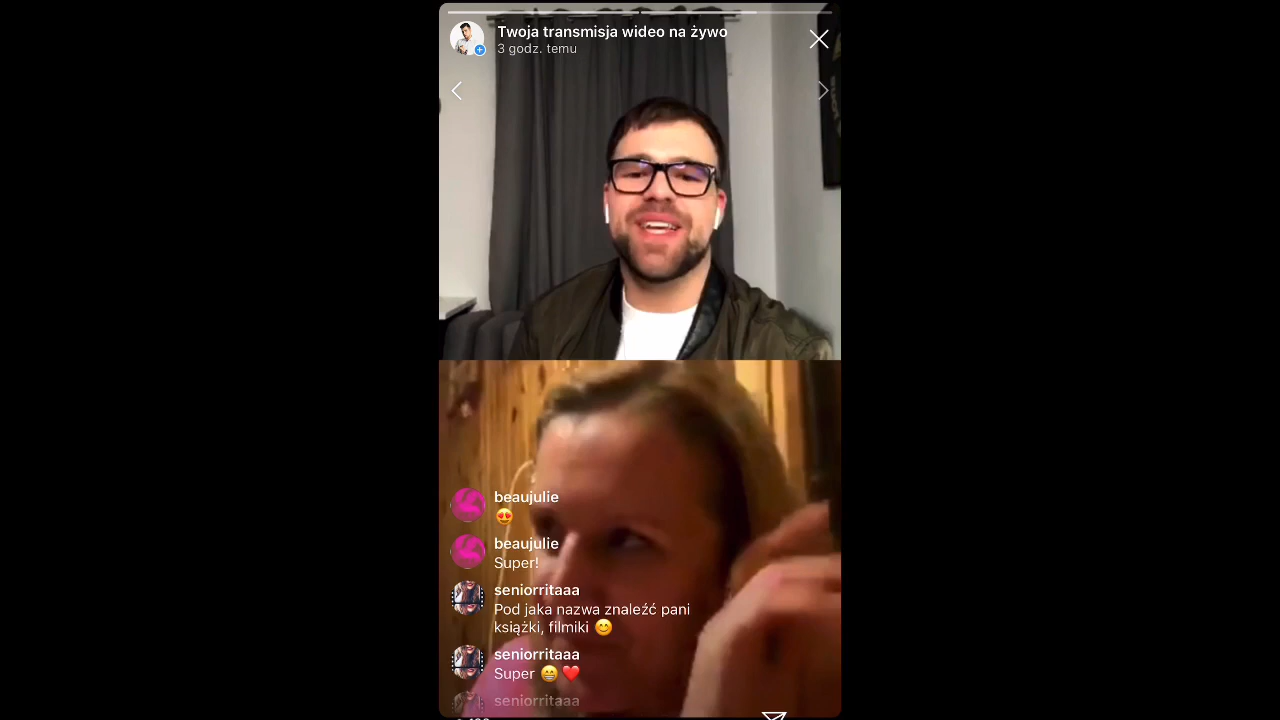 Twoja transmisja wideo na żywo
3 godz. temu
beaujulie
😍
beaujulie
Super!
seniorritaaa
Pod jaka nazwa znaleźć pani
książki, filmiki 😊
seniorritaaa
Super 😁❤️
seniorritaaa